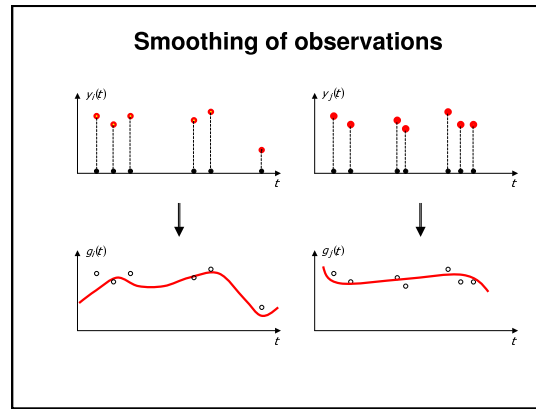 Smoothing of observations
yᵢ(t)
yⱼ(t)
t
t
gᵢ(t)
gⱼ(t)
t
t